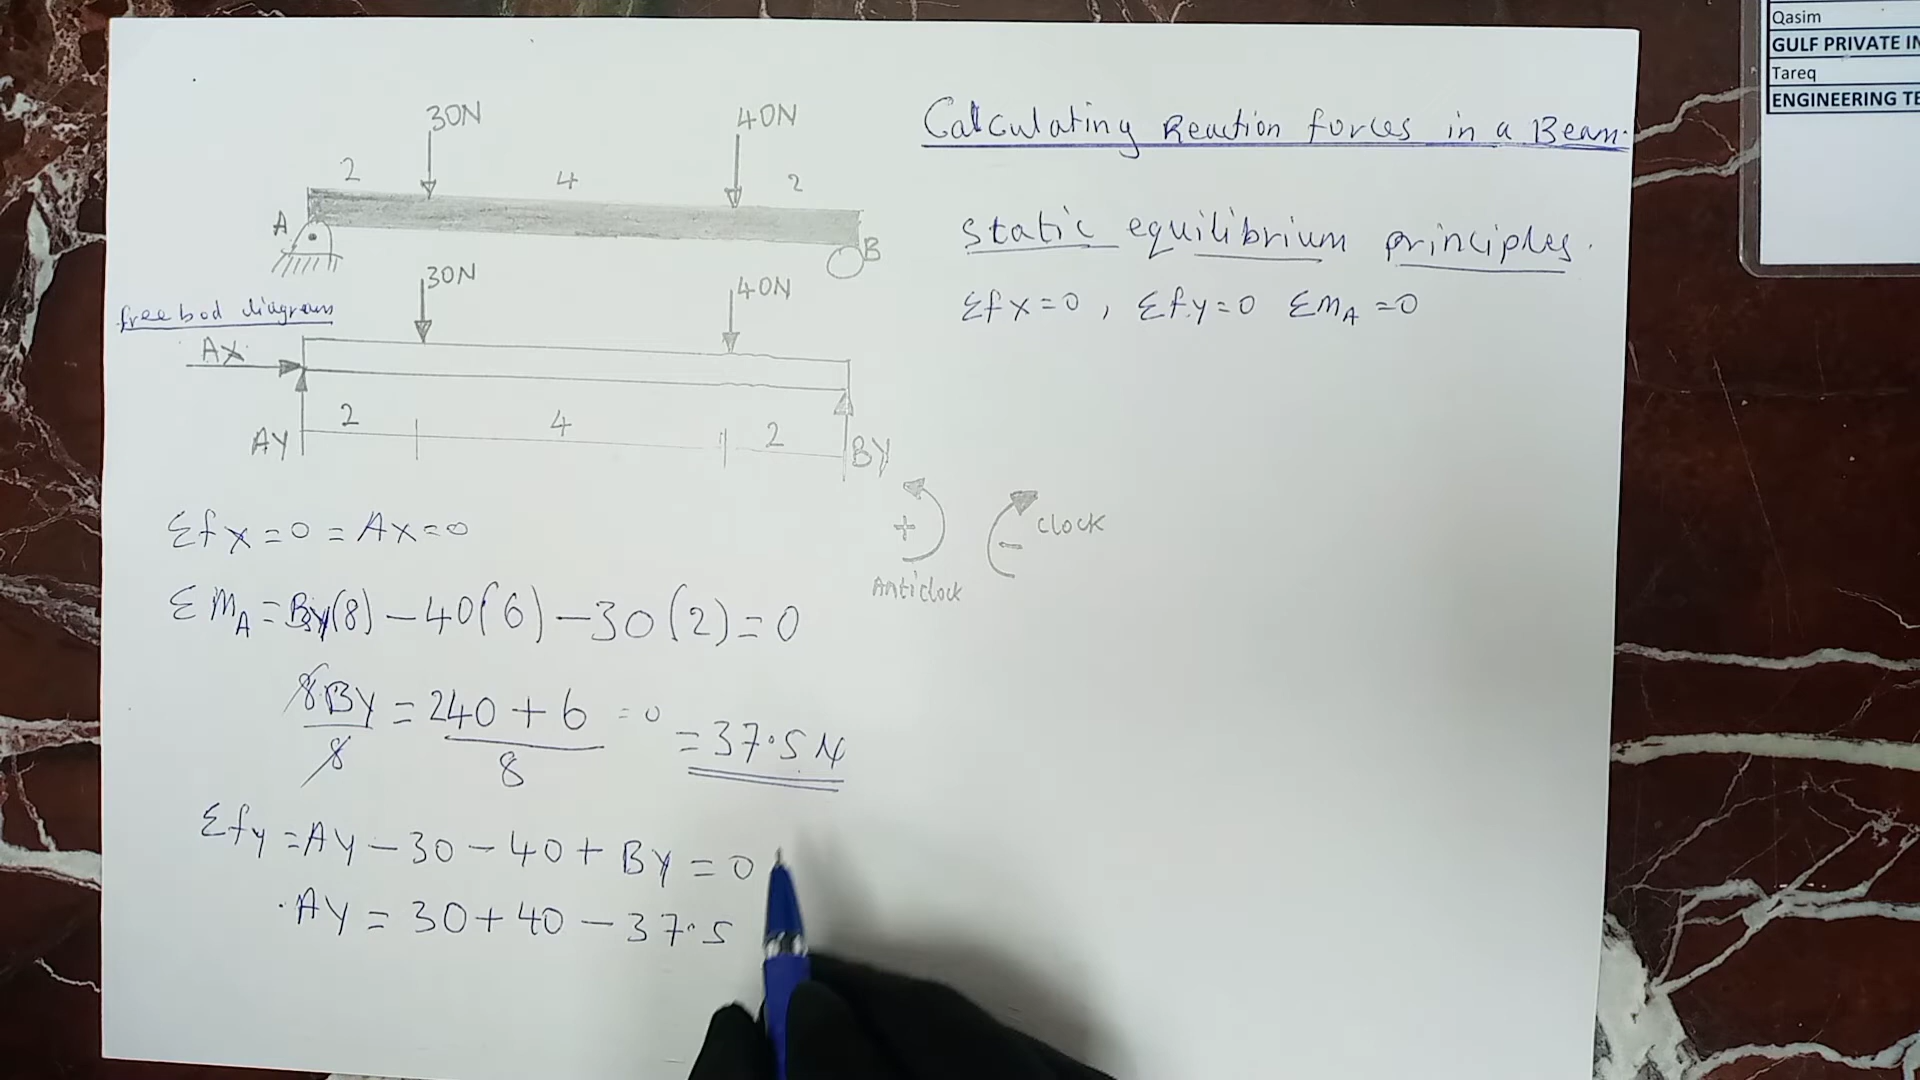 Qasim
GULF PRIVATE IN
Tareq
ENGINEERING TE
Calculating Reaction forces in a Beam.
30N 40N
2 4 2
A B
static equilibrium principles.
Σfx=0, Σfy=0 ΣMA=0
30N 40N
free bod diagram
AX
2 4 2
AY BY
Σfx=0=AX=0
+ - Clock
Anticlock
ΣMA=By(8)-40(6)-30(2)=0
8BY=240+6 =0 =37.5N
8 8
Σfy=AY-30-40+BY=0
.AY=30+40-37.5